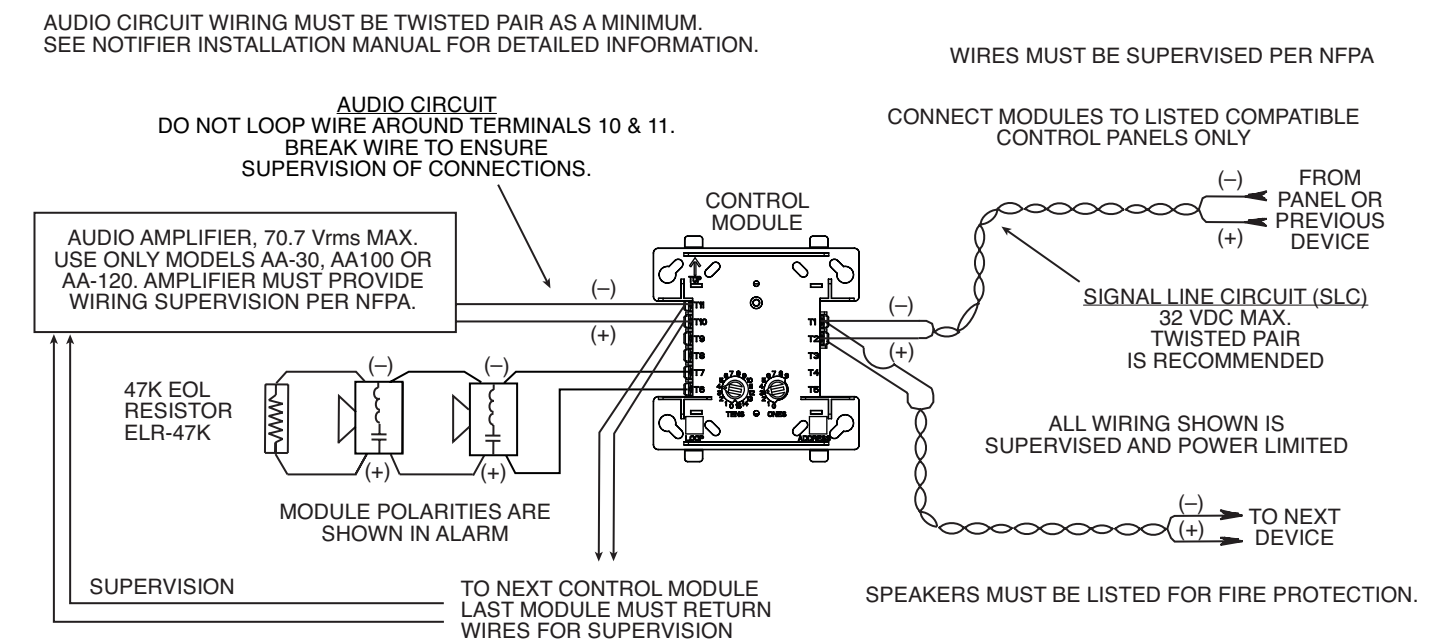 AUDIO CIRCUIT WIRING MUST BE TWISTED PAIR AS A MINIMUM.
SEE NOTIFIER INSTALLATION MANUAL FOR DETAILED INFORMATION.
WIRES MUST BE SUPERVISED PER NFPA
AUDIO CIRCUIT
DO NOT LOOP WIRE AROUND TERMINALS 10 & 11.
BREAK WIRE TO ENSURE
SUPERVISION OF CONNECTIONS.
CONNECT MODULES TO LISTED COMPATIBLE
CONTROL PANELS ONLY
CONTROL
MODULE
(–)
(+)
FROM
PANEL OR
PREVIOUS
DEVICE
AUDIO AMPLIFIER, 70.7 Vrms MAX.
USE ONLY MODELS AA-30, AA100 OR
AA-120. AMPLIFIER MUST PROVIDE
WIRING SUPERVISION PER NFPA.
(–)
(+)
TOP
T11
T10
T9
T8
T7
T6
T1
T2
T3
T4
T5
TENS
ONES
LOOP
ADDRESS
(–)
(+)
SIGNAL LINE CIRCUIT (SLC)
32 VDC MAX.
TWISTED PAIR
IS RECOMMENDED
47K EOL
RESISTOR
ELR-47K
(–)
(–)
(+)
(+)
ALL WIRING SHOWN IS
SUPERVISED AND POWER LIMITED
MODULE POLARITIES ARE
SHOWN IN ALARM
(–)
(+)
TO NEXT
DEVICE
SUPERVISION
TO NEXT CONTROL MODULE
LAST MODULE MUST RETURN
WIRES FOR SUPERVISION
SPEAKERS MUST BE LISTED FOR FIRE PROTECTION.